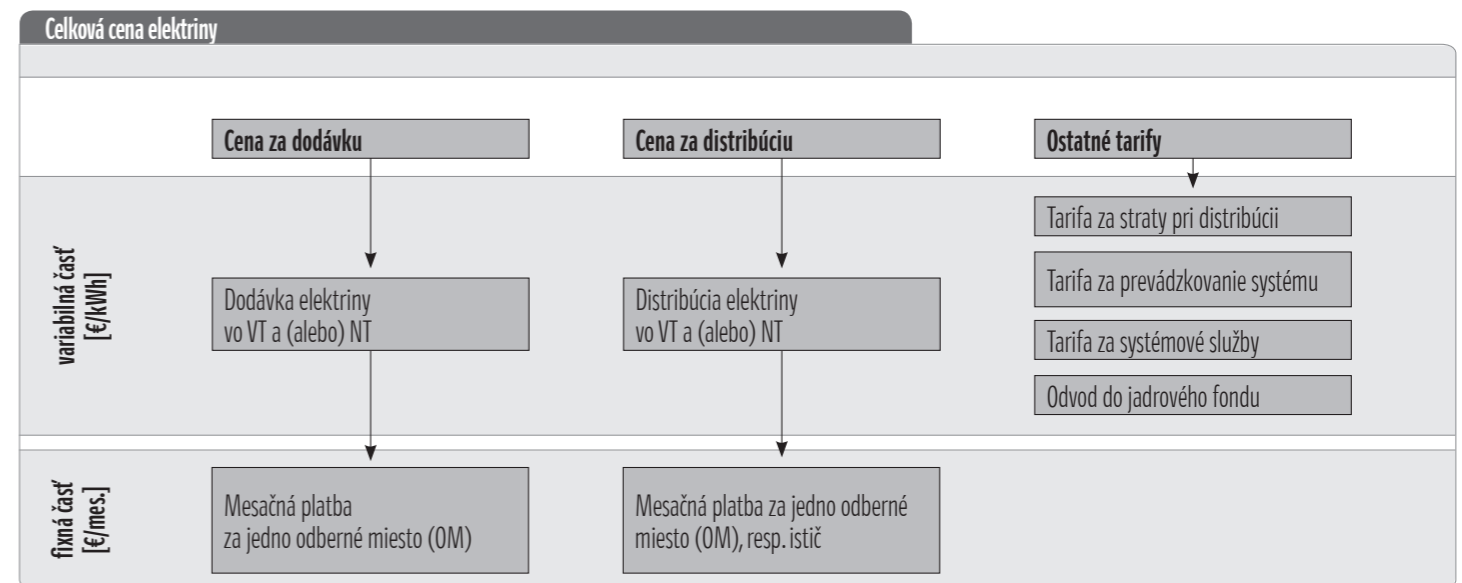 Celková cena elektriny
Cena za dodávku
Cena za distribúciu
Ostatné tarify
variabilná časť
[€/kWh]
Dodávka elektriny
vo VT a (alebo) NT
Distribúcia elektriny
vo VT a (alebo) NT
Tarifa za straty pri distribúcii
Tarifa za prevádzkovanie systému
Tarifa za systémové služby
Odvod do jadrového fondu
fixná časť
[€/mes.]
Mesačná platba
za jedno odberné miesto (OM)
Mesačná platba za jedno odberné
miesto (OM), resp. istič